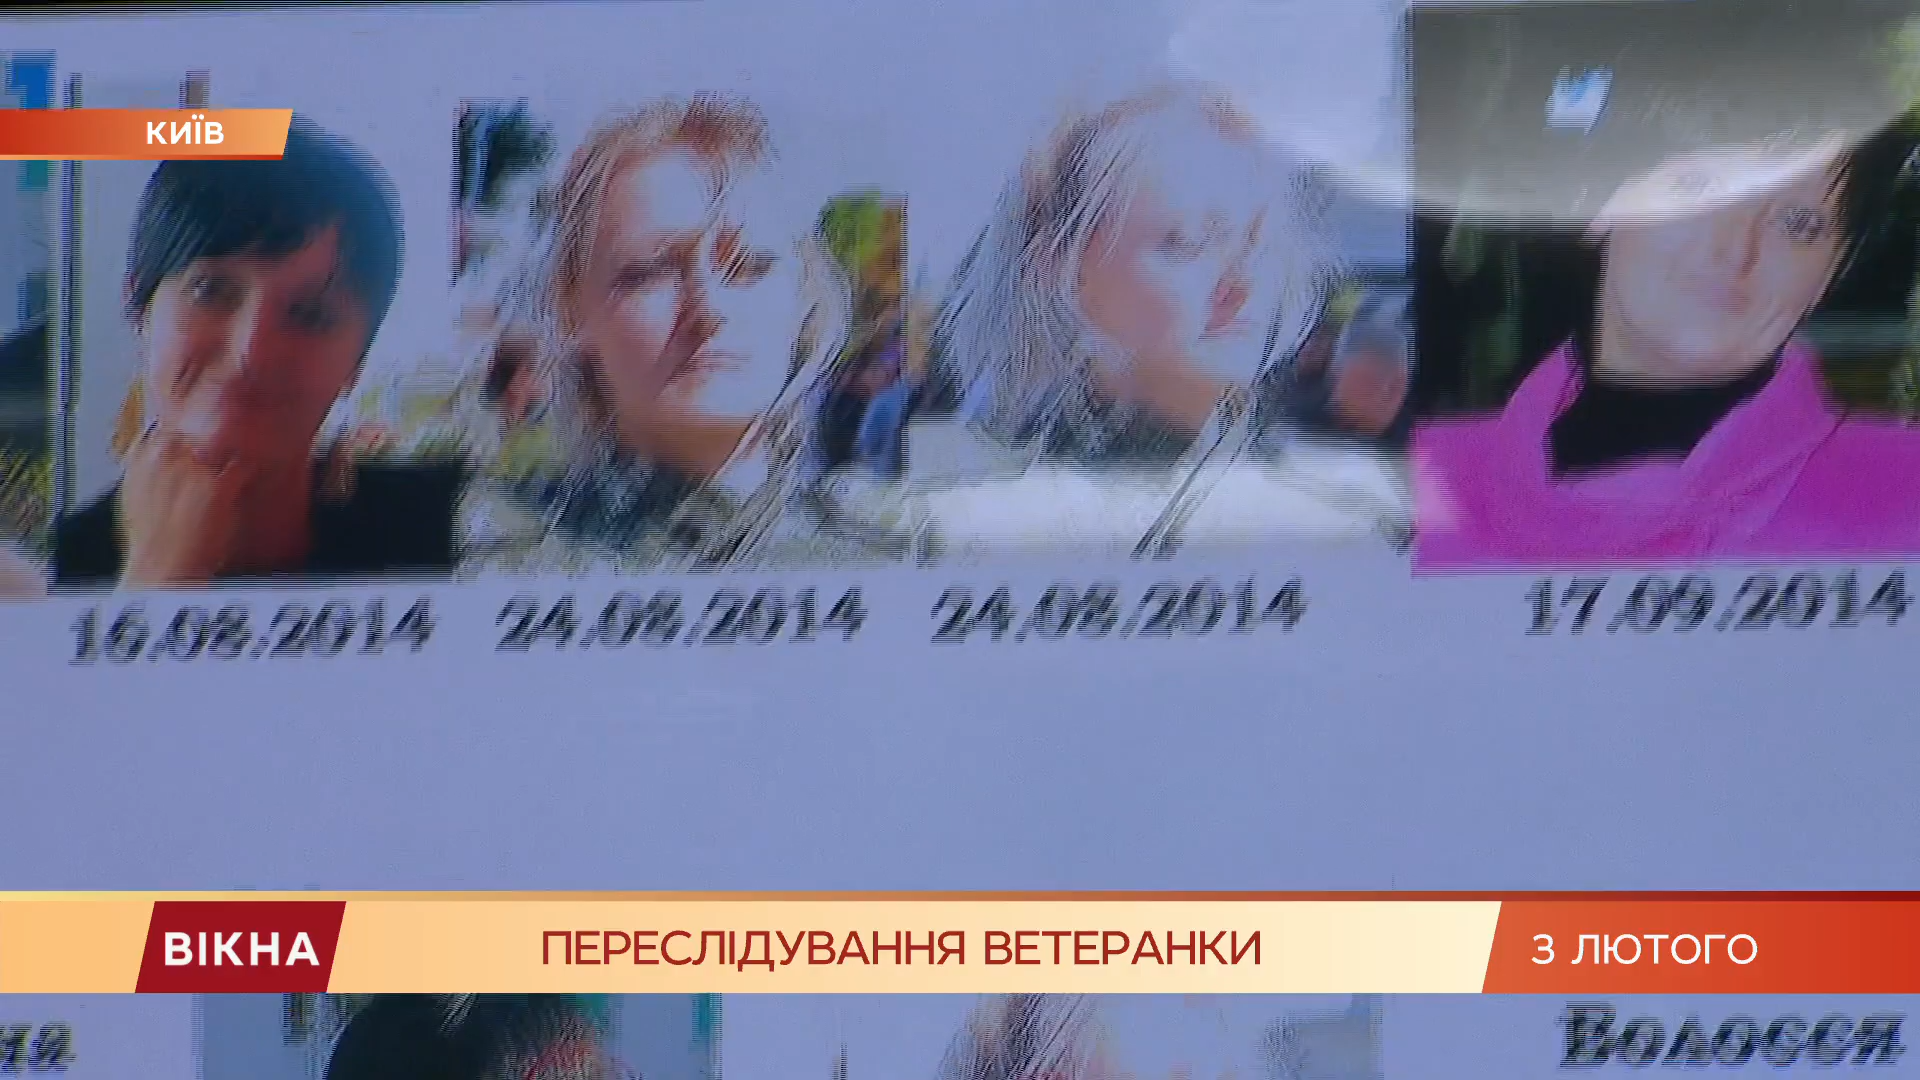 КИЇВ
16.08.2014
24.08.2014
24.08.2014
17.09.2014
ВІКНА
ПЕРЕСЛІДУВАННЯ ВЕТЕРАНКИ
3 ЛЮТОГО
Волосся